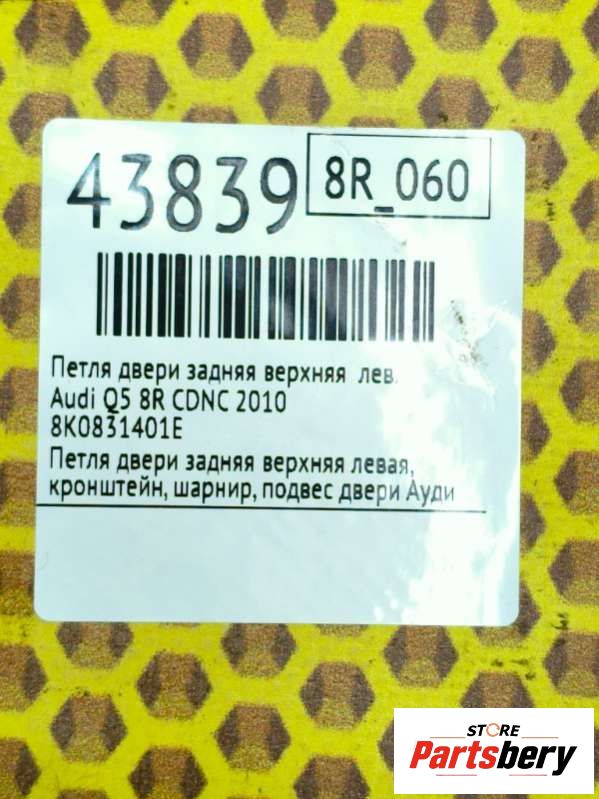 43839
8R_060
Петля двери задняя верхняя лев.
Audi Q5 8R CDNC 2010
8K0831401E
Петля двери задняя верхняя левая,
кронштейн, шарнир, подвес двери Ауди
STORE
Partsbery